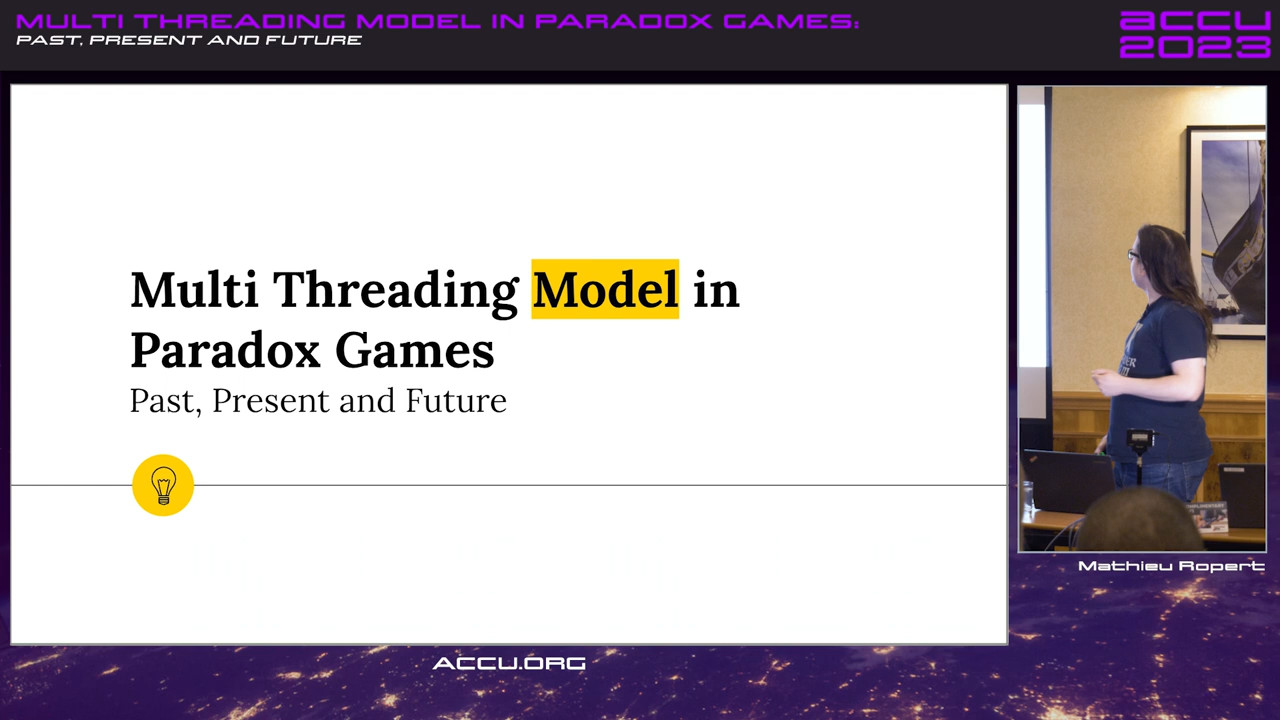 MULTI THREADING MODEL IN PARADOX GAMES:
PAST, PRESENT AND FUTURE
ACCU
2023
Multi Threading Model in
Paradox Games
Past, Present and Future
Mathieu Ropert
ACCU.ORG